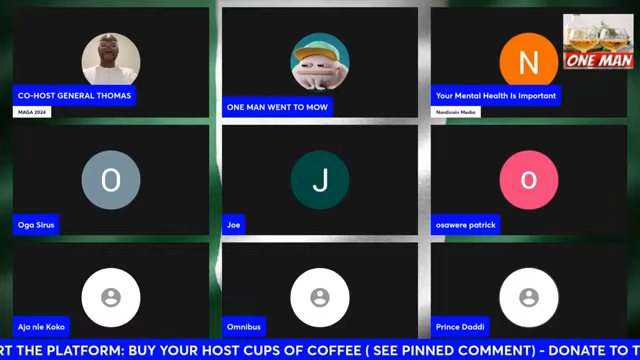 CO-HOST GENERAL THOMAS
MAGA 2024
ONE MAN WENT TO MOW
N
Your Mental Health Is Important
Nordicoin Media
ONE MAN
O
Oga Sirus
J
Joe
o
osawere patrick
Aja nle Koko
Omnibus
Prince Daddi
RT THE PLATFORM: BUY YOUR HOST CUPS OF COFFEE ( SEE PINNED COMMENT) - DONATE TO T